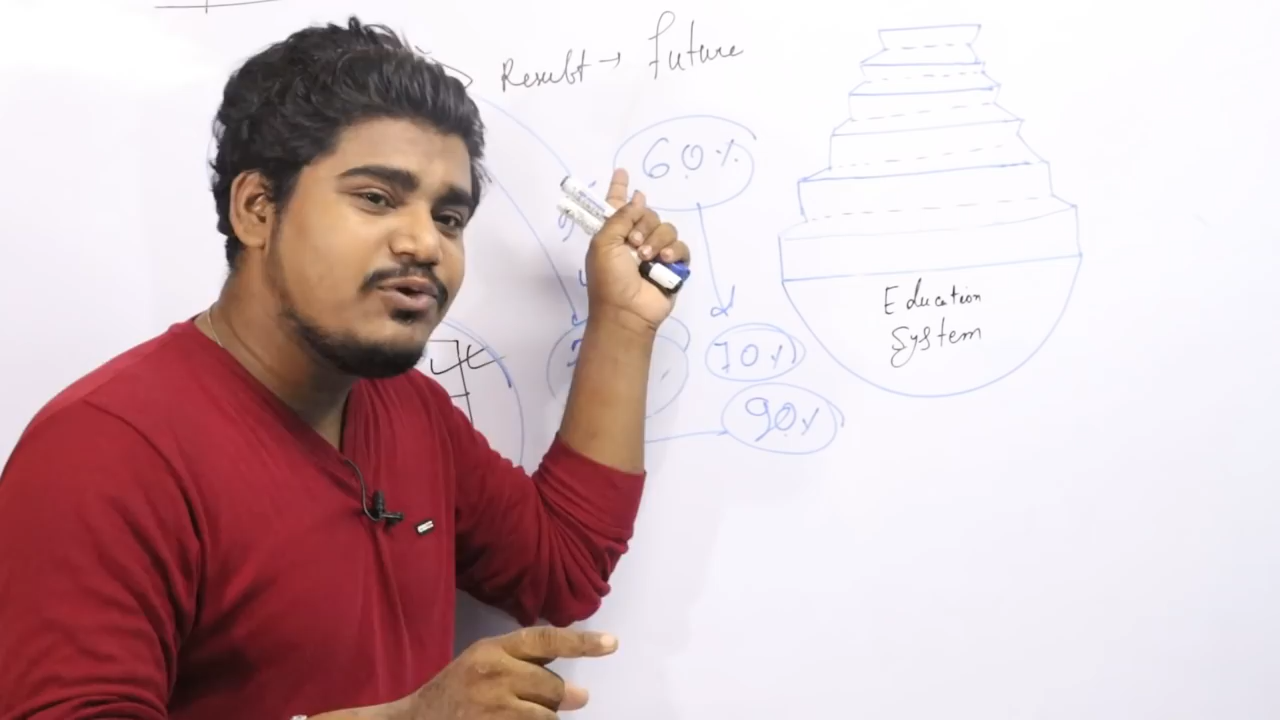 Result → future
60%
70%
90%
Education
System